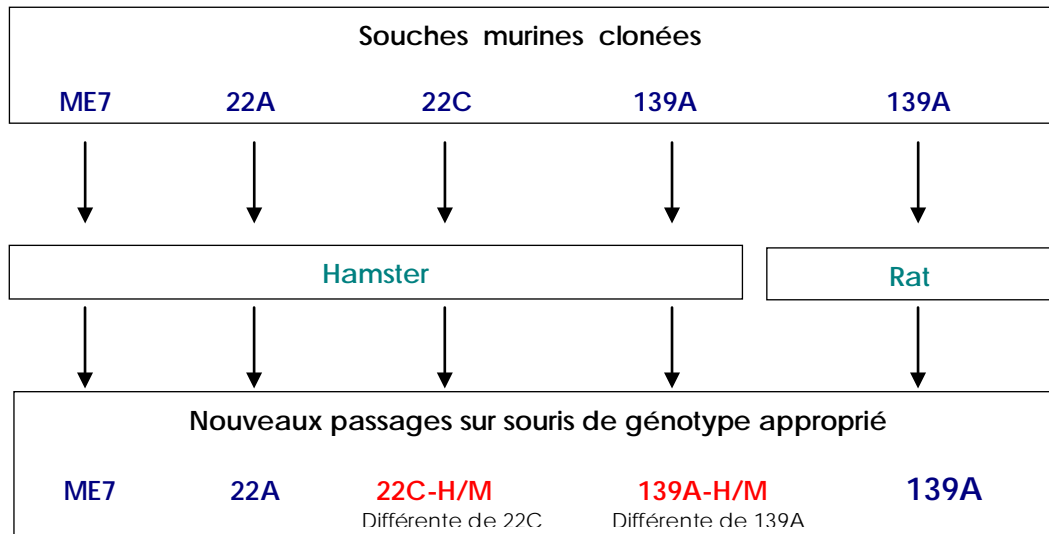 Souches murines clonées
ME7 22A 22C 139A 139A
Hamster Rat
Nouveaux passages sur souris de génotype approprié
ME7 22A 22C-H/M 139A-H/M 139A
Différente de 22C Différente de 139A